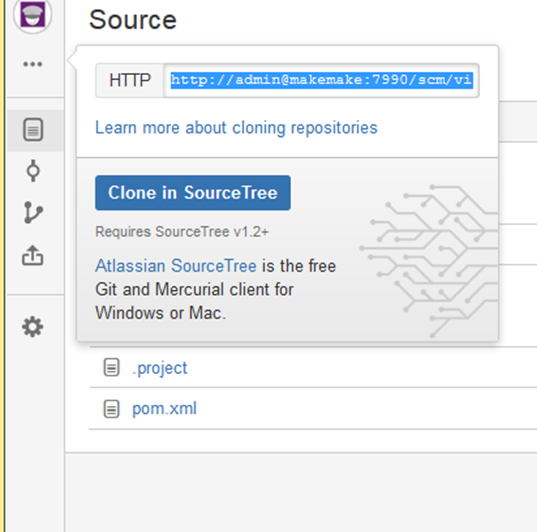 Source
HTTP http://admin@makemake:7990/scm/vi
Learn more about cloning repositories
Clone in SourceTree
Requires SourceTree v1.2+
Atlassian SourceTree is the free
Git and Mercurial client for
Windows or Mac.
.project
pom.xml